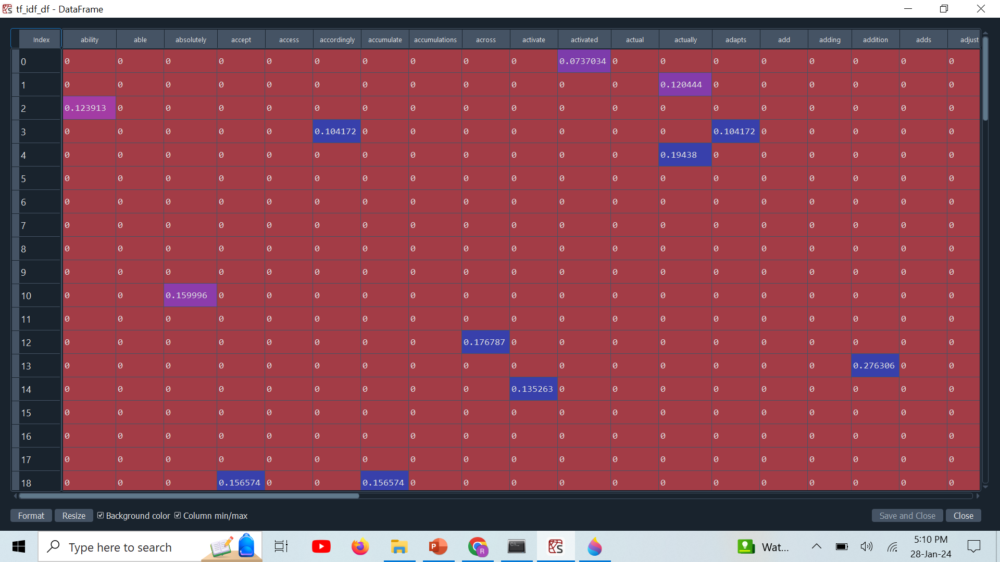 tf_idf_df - DataFrame
Index ability able absolutely accept access accordingly accumulate accumulations across activate activated actual actually adapts add adding addition adds adjust
0 0 0 0 0 0 0 0 0 0 0 0.0737034 0 0 0 0 0 0 0 0
1 0 0 0 0 0 0 0 0 0 0 0 0 0.120444 0 0 0 0 0 0
2 0.123913 0 0 0 0 0 0 0 0 0 0 0 0 0 0 0 0 0 0
3 0 0 0 0 0 0.104172 0 0 0 0 0 0 0 0.104172 0 0 0 0 0
4 0 0 0 0 0 0 0 0 0 0 0 0 0.19438 0 0 0 0 0 0
5 0 0 0 0 0 0 0 0 0 0 0 0 0 0 0 0 0 0 0
6 0 0 0 0 0 0 0 0 0 0 0 0 0 0 0 0 0 0 0
7 0 0 0 0 0 0 0 0 0 0 0 0 0 0 0 0 0 0 0
8 0 0 0 0 0 0 0 0 0 0 0 0 0 0 0 0 0 0 0
9 0 0 0 0 0 0 0 0 0 0 0 0 0 0 0 0 0 0 0
10 0 0 0.159996 0 0 0 0 0 0 0 0 0 0 0 0 0 0 0 0
11 0 0 0 0 0 0 0 0 0 0 0 0 0 0 0 0 0 0 0
12 0 0 0 0 0 0 0 0 0.176787 0 0 0 0 0 0 0 0 0 0
13 0 0 0 0 0 0 0 0 0 0 0 0 0 0 0 0 0.276306 0 0
14 0 0 0 0 0 0 0 0 0 0.135263 0 0 0 0 0 0 0 0 0
15 0 0 0 0 0 0 0 0 0 0 0 0 0 0 0 0 0 0 0
16 0 0 0 0 0 0 0 0 0 0 0 0 0 0 0 0 0 0 0
17 0 0 0 0 0 0 0 0 0 0 0 0 0 0 0 0 0 0 0
18 0 0 0 0.156574 0 0 0.156574 0 0 0 0 0 0 0 0 0 0 0 0
Format Resize Background color Column min/max Save and Close Close
Type here to search Wat... 5:10 PM
28-Jan-24